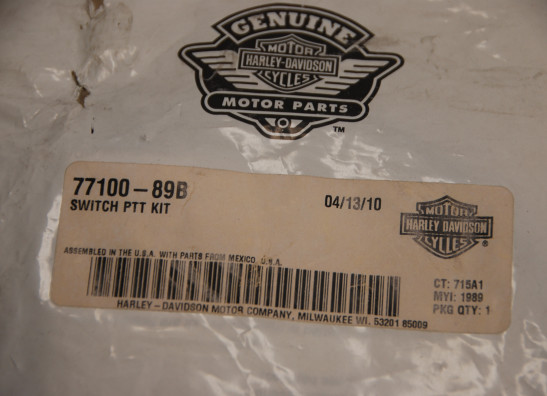 GENUINE
MOTOR
HARLEY-DAVIDSON
CYCLES
MOTOR PARTS
TM
77100-89B
SWITCH PTT KIT
04/13/10
MOTOR
HARLEY DAVIDSON
CYCLES
®
ASSEMBLED IN THE U.S.A. WITH PARTS FROM MEXICO, U.S.A.
CT: 715A1
MYI: 1989
PKG QTY: 1
HARLEY-DAVIDSON MOTOR COMPANY, MILWAUKEE WI. 53201 85009